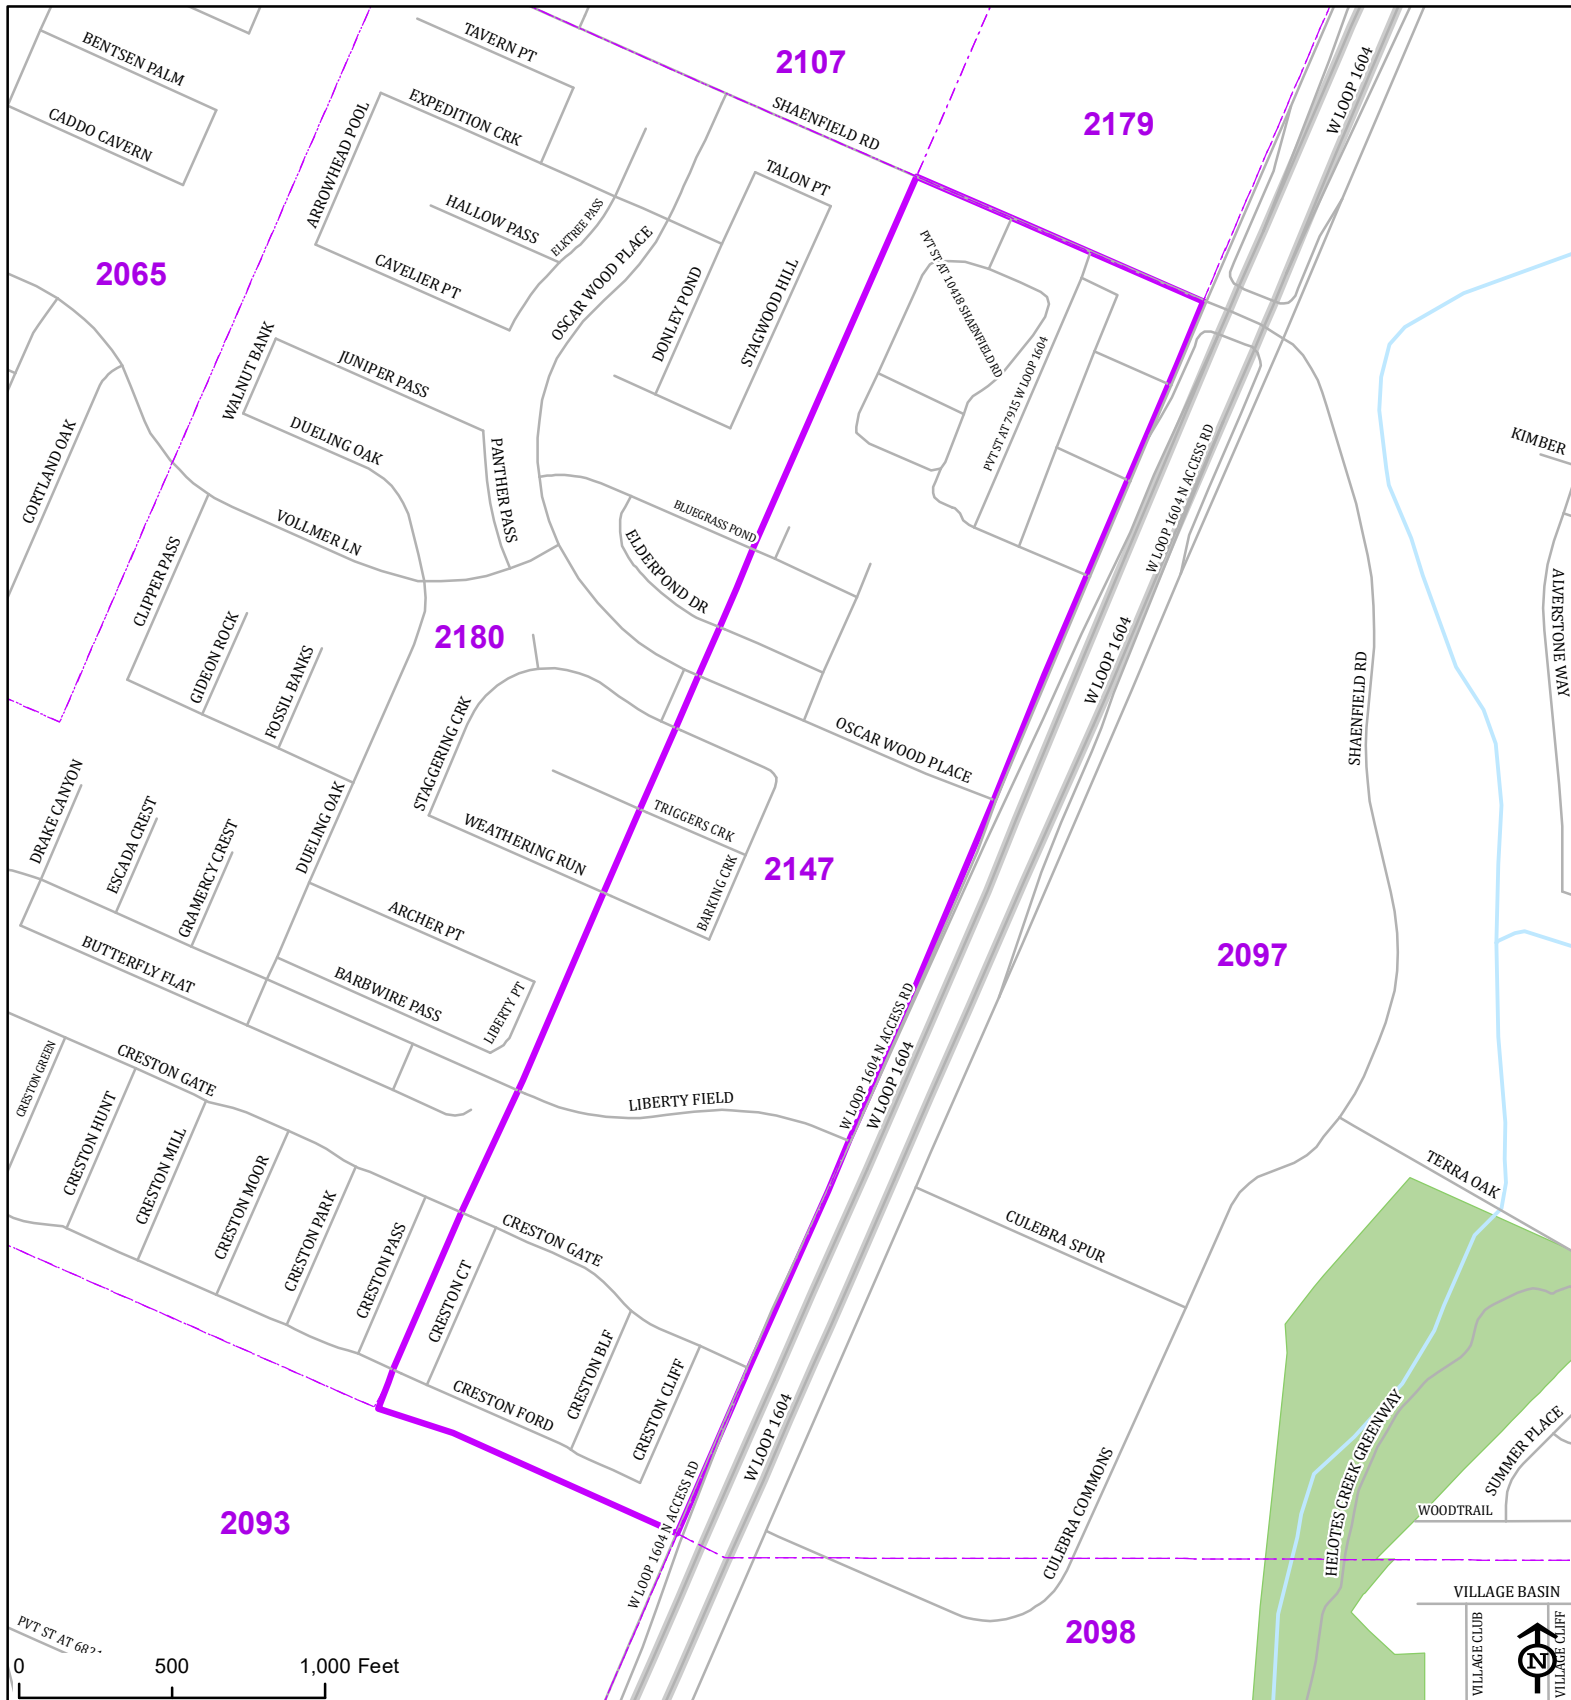 BENTSEN PALM
CADDO CAVERN
TAVERN PT
EXPEDITION CRK
ARROWHEAD POOL
2107
SHAENFIELD RD
2179
W LOOP 1604
TALON PT
HALLOW PASS
ELKTREE PASS
OSCAR WOOD PLACE
CAVELIER PT
2065
DONLEY POND
STAGWOOD HILL
PVT ST AT 10418 SHAENFIELD RD
PVT ST AT 7915 W LOOP 1604
WALNUT BANK
JUNIPER PASS
DUELING OAK
PANTHER PASS
CORTLAND OAK
VOLLMER LN
CLIPPER PASS
BLUEGRASS POND
ELDERPOND DR
W LOOP 1604 N ACCESS RD
KIMBER
ALVERSTONE WAY
GIDEON ROCK
FOSSIL BANKS
2180
W LOOP 1604
SHAENFIELD RD
STAGGERING CRK
OSCAR WOOD PLACE
DRAKE CANYON
ESCADA CREST
GRAMERCY CREST
DUELING OAK
WEATHERING RUN
TRIGGERS CRK
BARKING CRK
2147
2097
ARCHER PT
BUTTERFLY FLAT
BARBWIRE PASS
LIBERTY PT
W LOOP 1604 N ACCESS RD
W LOOP 1604
LIBERTY FIELD
CRESTON GREEN
CRESTON GATE
CRESTON HUNT
CRESTON MILL
CRESTON MOOR
CRESTON PARK
CRESTON PASS
CRESTON CT
CRESTON GATE
CULEBRA SPUR
TERRA OAK
CRESTON FORD
CRESTON BLF
CRESTON CLIFF
W LOOP 1604
W LOOP 1604 N ACCESS RD
2093
CULEBRA COMMONS
HELOTES CREEK GREENWAY
SUMMER PLACE
WOODTRAIL
VILLAGE BASIN
VILLAGE CLUB
VILLAGE CLIFF
2098
PVT ST AT 682
N
0 500 1,000 Feet